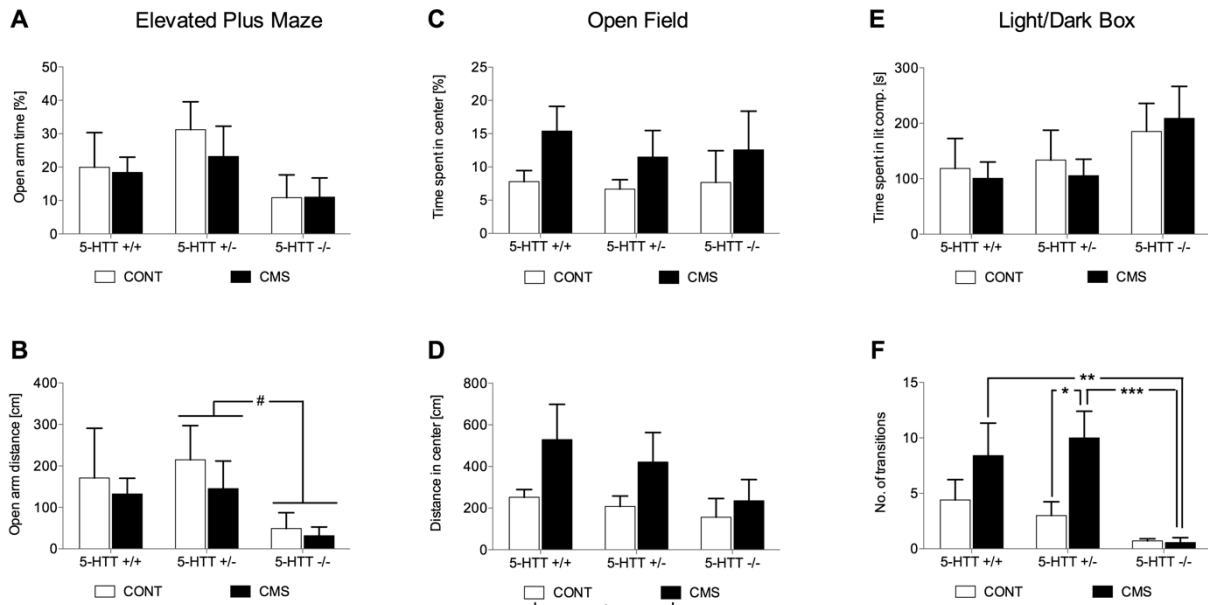 A Elevated Plus Maze
Open arm time [%]
50
40
30
20
10
0
5-HTT +/+ 5-HTT +/- 5-HTT -/-
CONT CMS
C Open Field
Time spent in center [%]
25
20
15
10
5
0
5-HTT +/+ 5-HTT +/- 5-HTT -/-
CONT CMS
E Light/Dark Box
Time spent in lit comp. [s]
300
200
100
0
5-HTT +/+ 5-HTT +/- 5-HTT -/-
CONT CMS
B
Open arm distance [cm]
400
300
200
100
0
#
5-HTT +/+ 5-HTT +/- 5-HTT -/-
CONT CMS
D
Distance in center [cm]
800
600
400
200
0
5-HTT +/+ 5-HTT +/- 5-HTT -/-
CONT CMS
F
No. of transitions
15
10
5
0
**
* ***
5-HTT +/+ 5-HTT +/- 5-HTT -/-
CONT CMS